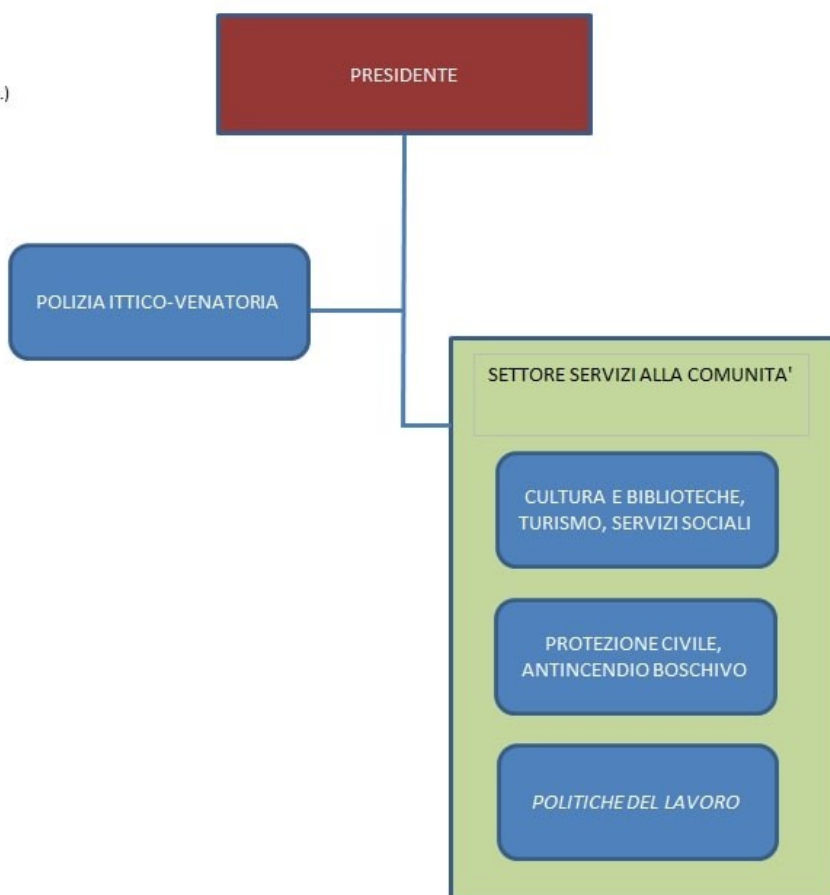 PRESIDENTE
.)
POLIZIA ITTICO-VENATORIA
SETTORE SERVIZI ALLA COMUNITA'
CULTURA E BIBLIOTECHE,
TURISMO, SERVIZI SOCIALI
PROTEZIONE CIVILE,
ANTINCENDIO BOSCHIVO
POLITICHE DEL LAVORO